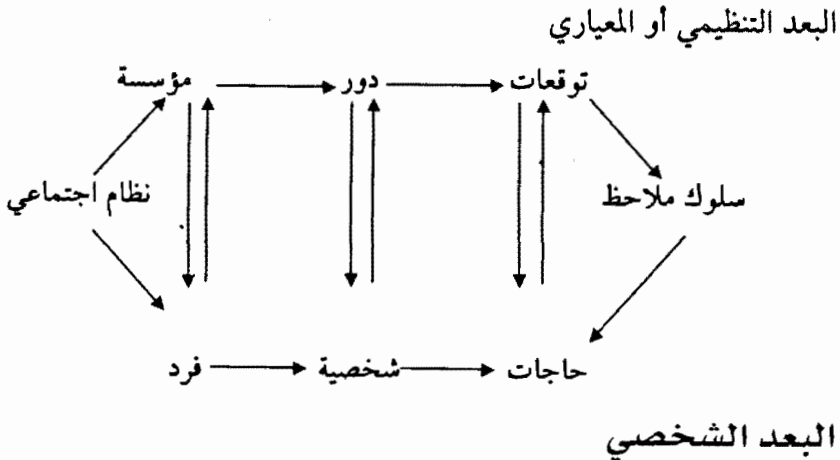 البعد التنظيمي أو المعياري
مؤسسة دور توقعات
نظام اجتماعي سلوك ملاحظ
فرد شخصية حاجات
البعد الشخصي